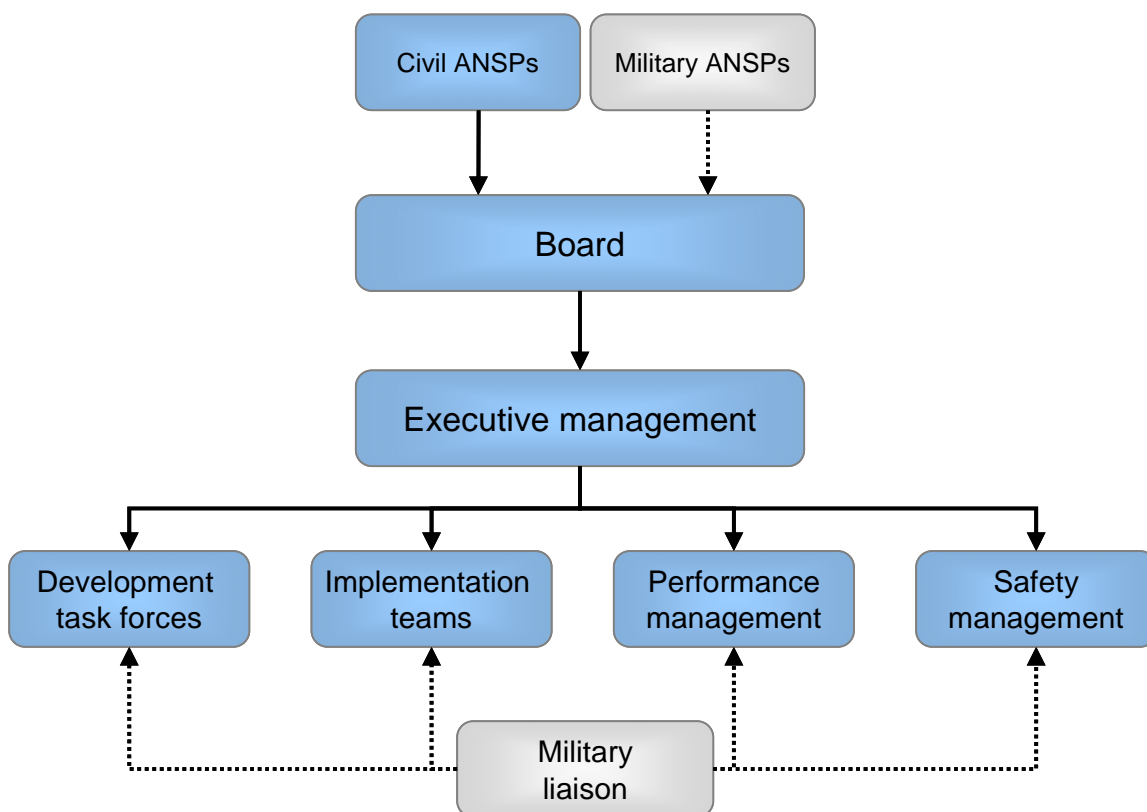 Civil ANSPs
Military ANSPs
Board
Executive management
Development
task forces
Implementation
teams
Performance
management
Safety
management
Military
liaison